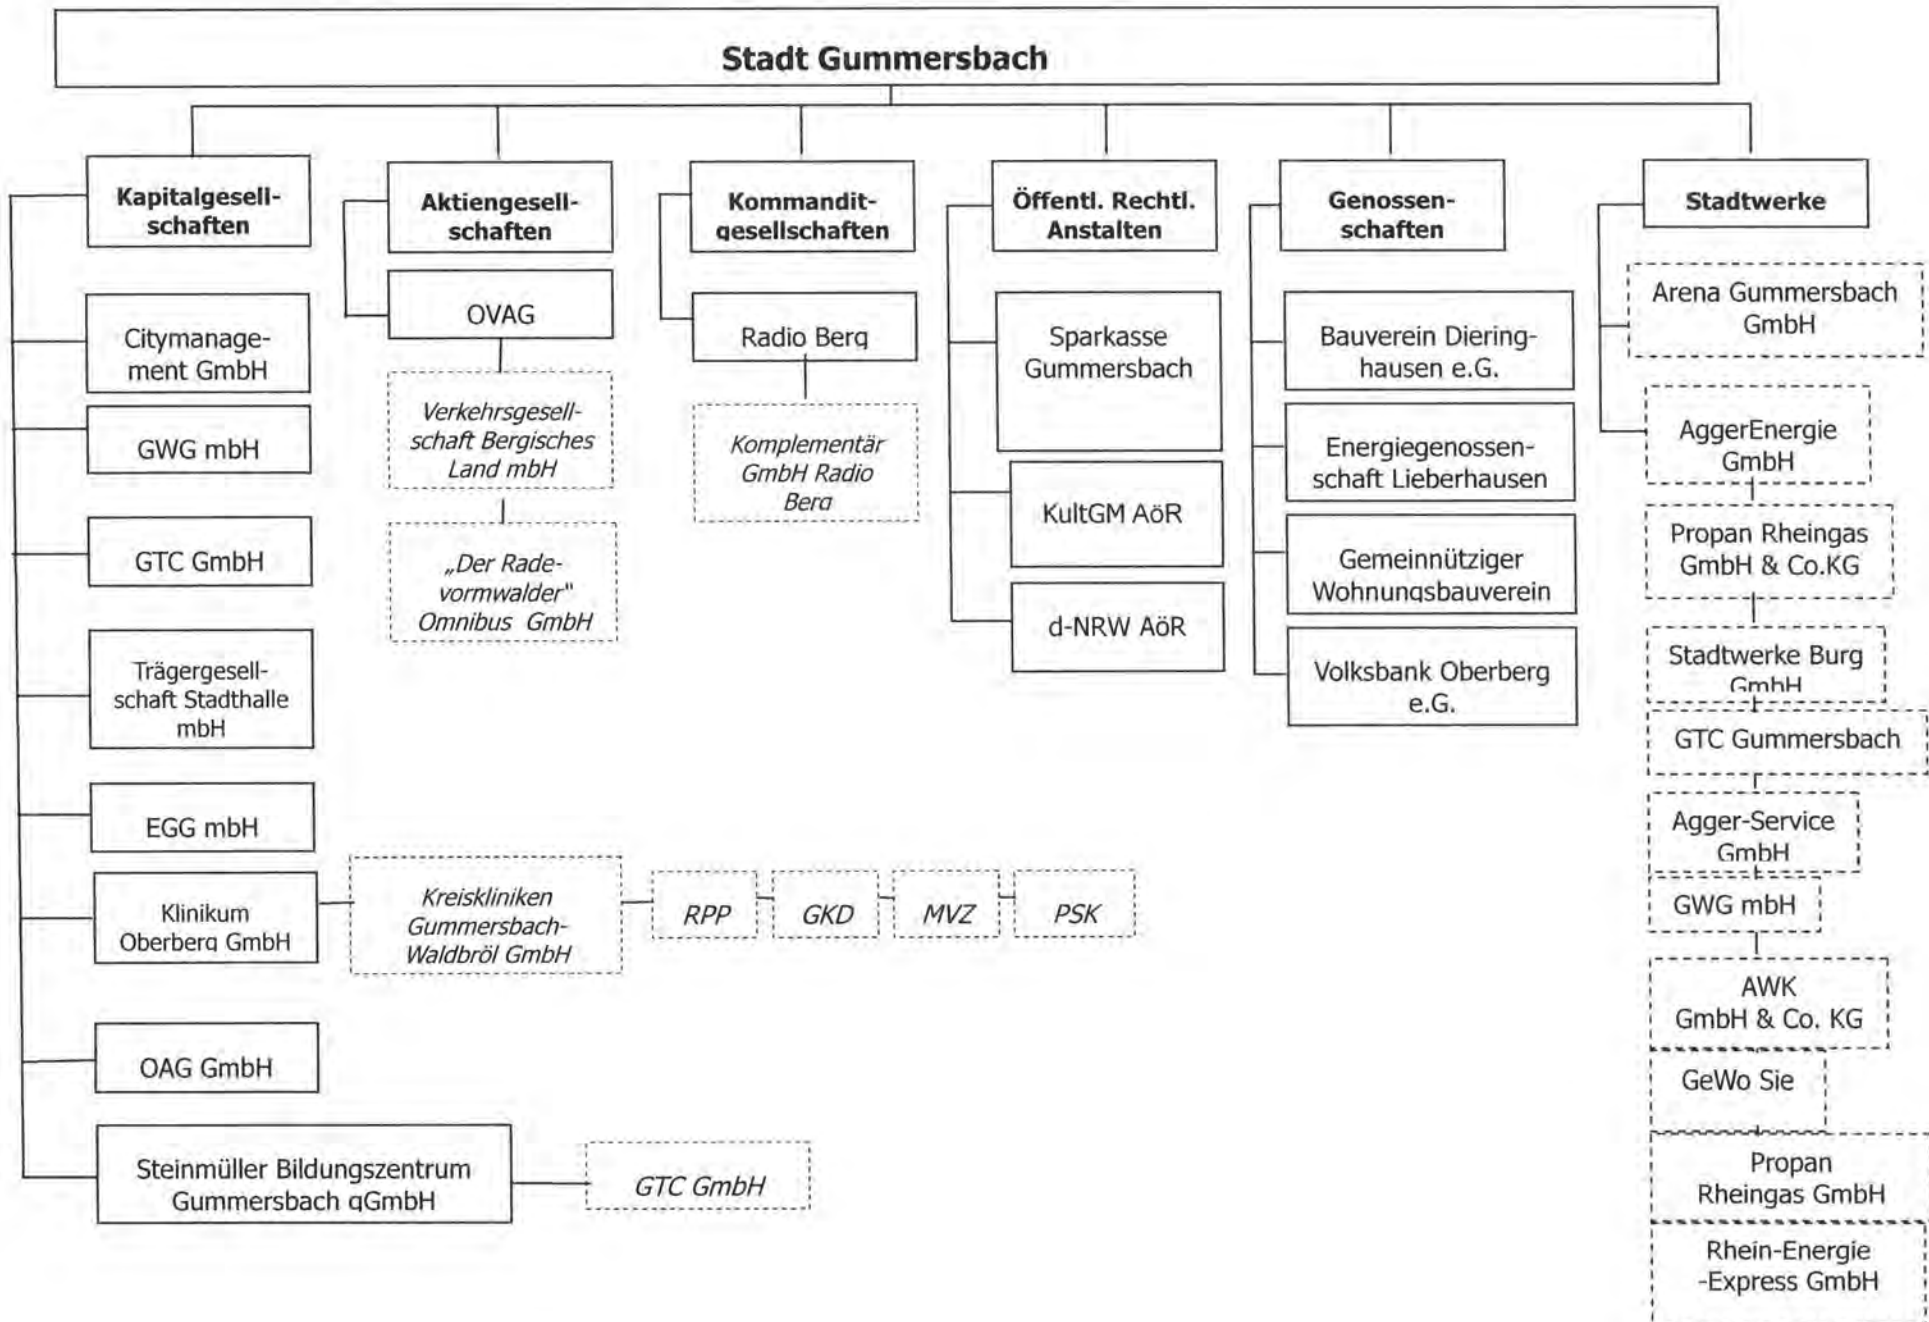 Stadt Gummersbach
Kapitalgesell-
schaften
Citymanage-
ment GmbH
GWG mbH
GTC GmbH
Trägergesell-
schaft Stadthalle
mbH
EGG mbH
Klinikum
Oberberg GmbH
Kreiskliniken
Gummersbach-
Waldbröl GmbH
RPP
GKD
MVZ
PSK
OAG GmbH
Steinmüller Bildungszentrum
Gummersbach gGmbH
GTC GmbH
Aktiengesell-
schaften
OVAG
Verkehrsgesell-
schaft Bergisches
Land mbH
„Der Rade-
vormwalder“
Omnibus GmbH
Kommandit-
gesellschaften
Radio Berg
Komplementär
GmbH Radio
Berg
Öffentl. Rechtl.
Anstalten
Sparkasse
Gummersbach
KultGM AöR
d-NRW AöR
Genossen-
schaften
Bauverein Diering-
hausen e.G.
Energiegenossen-
schaft Lieberhausen
Gemeinnütziger
Wohnungsbauverein
Volksbank Oberberg
e.G.
Stadtwerke
Arena Gummersbach
GmbH
AggerEnergie
GmbH
Propan Rheingas
GmbH & Co.KG
Stadtwerke Burg
GmbH
GTC Gummersbach
Agger-Service
GmbH
GWG mbH
AWK
GmbH & Co. KG
GeWo Sie
Propan
Rheingas GmbH
Rhein-Energie
-Express GmbH